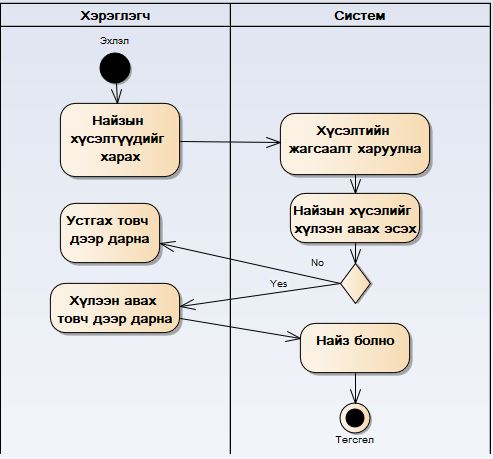 Хэрэглэгч
Систем
Эхлэл
Найзын
хүсэлтүүдийг
харах
Хүсэлтийн
жагсаалт харуулна
Устгах товч
дээр дарна
Найзын хүсэлийг
хүлээн авах эсэх
No
Yes
Хүлээн авах
товч дээр дарна
Найз болно
Төгсгөл